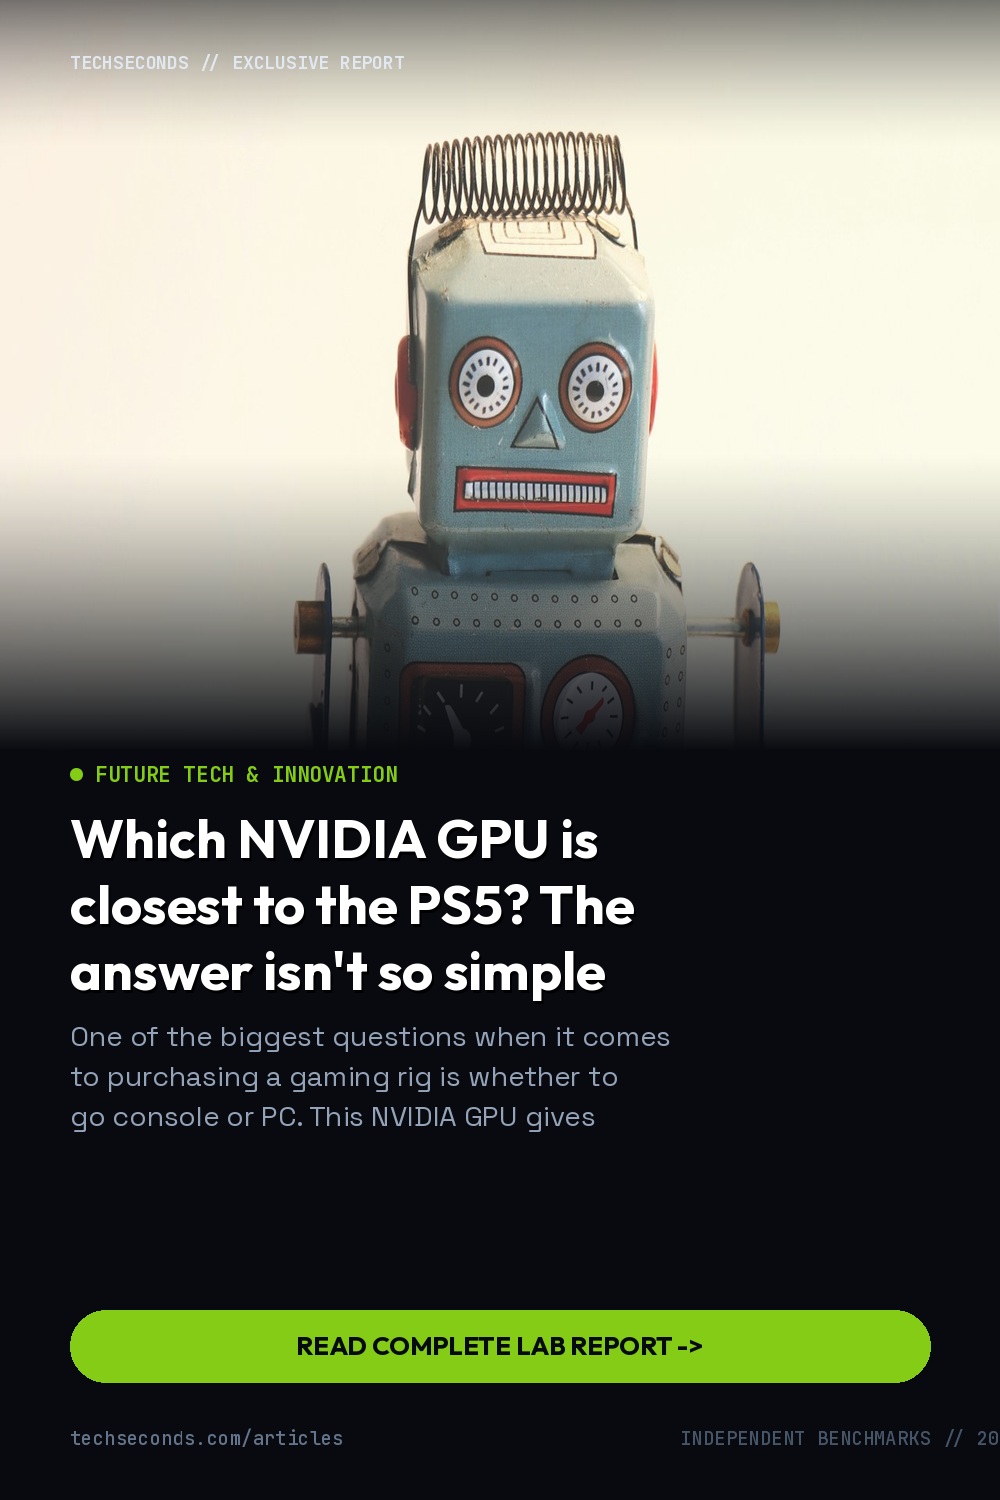 TECHSECONDS // EXCLUSIVE REPORT
FUTURE TECH & INNOVATION
Which NVIDIA GPU is
closest to the PS5? The
answer isn't so simple
One of the biggest questions when it comes
to purchasing a gaming rig is whether to
go console or PC. This NVIDIA GPU gives
READ COMPLETE LAB REPORT ->
techseconds.com/articles
INDEPENDENT BENCHMARKS // 20